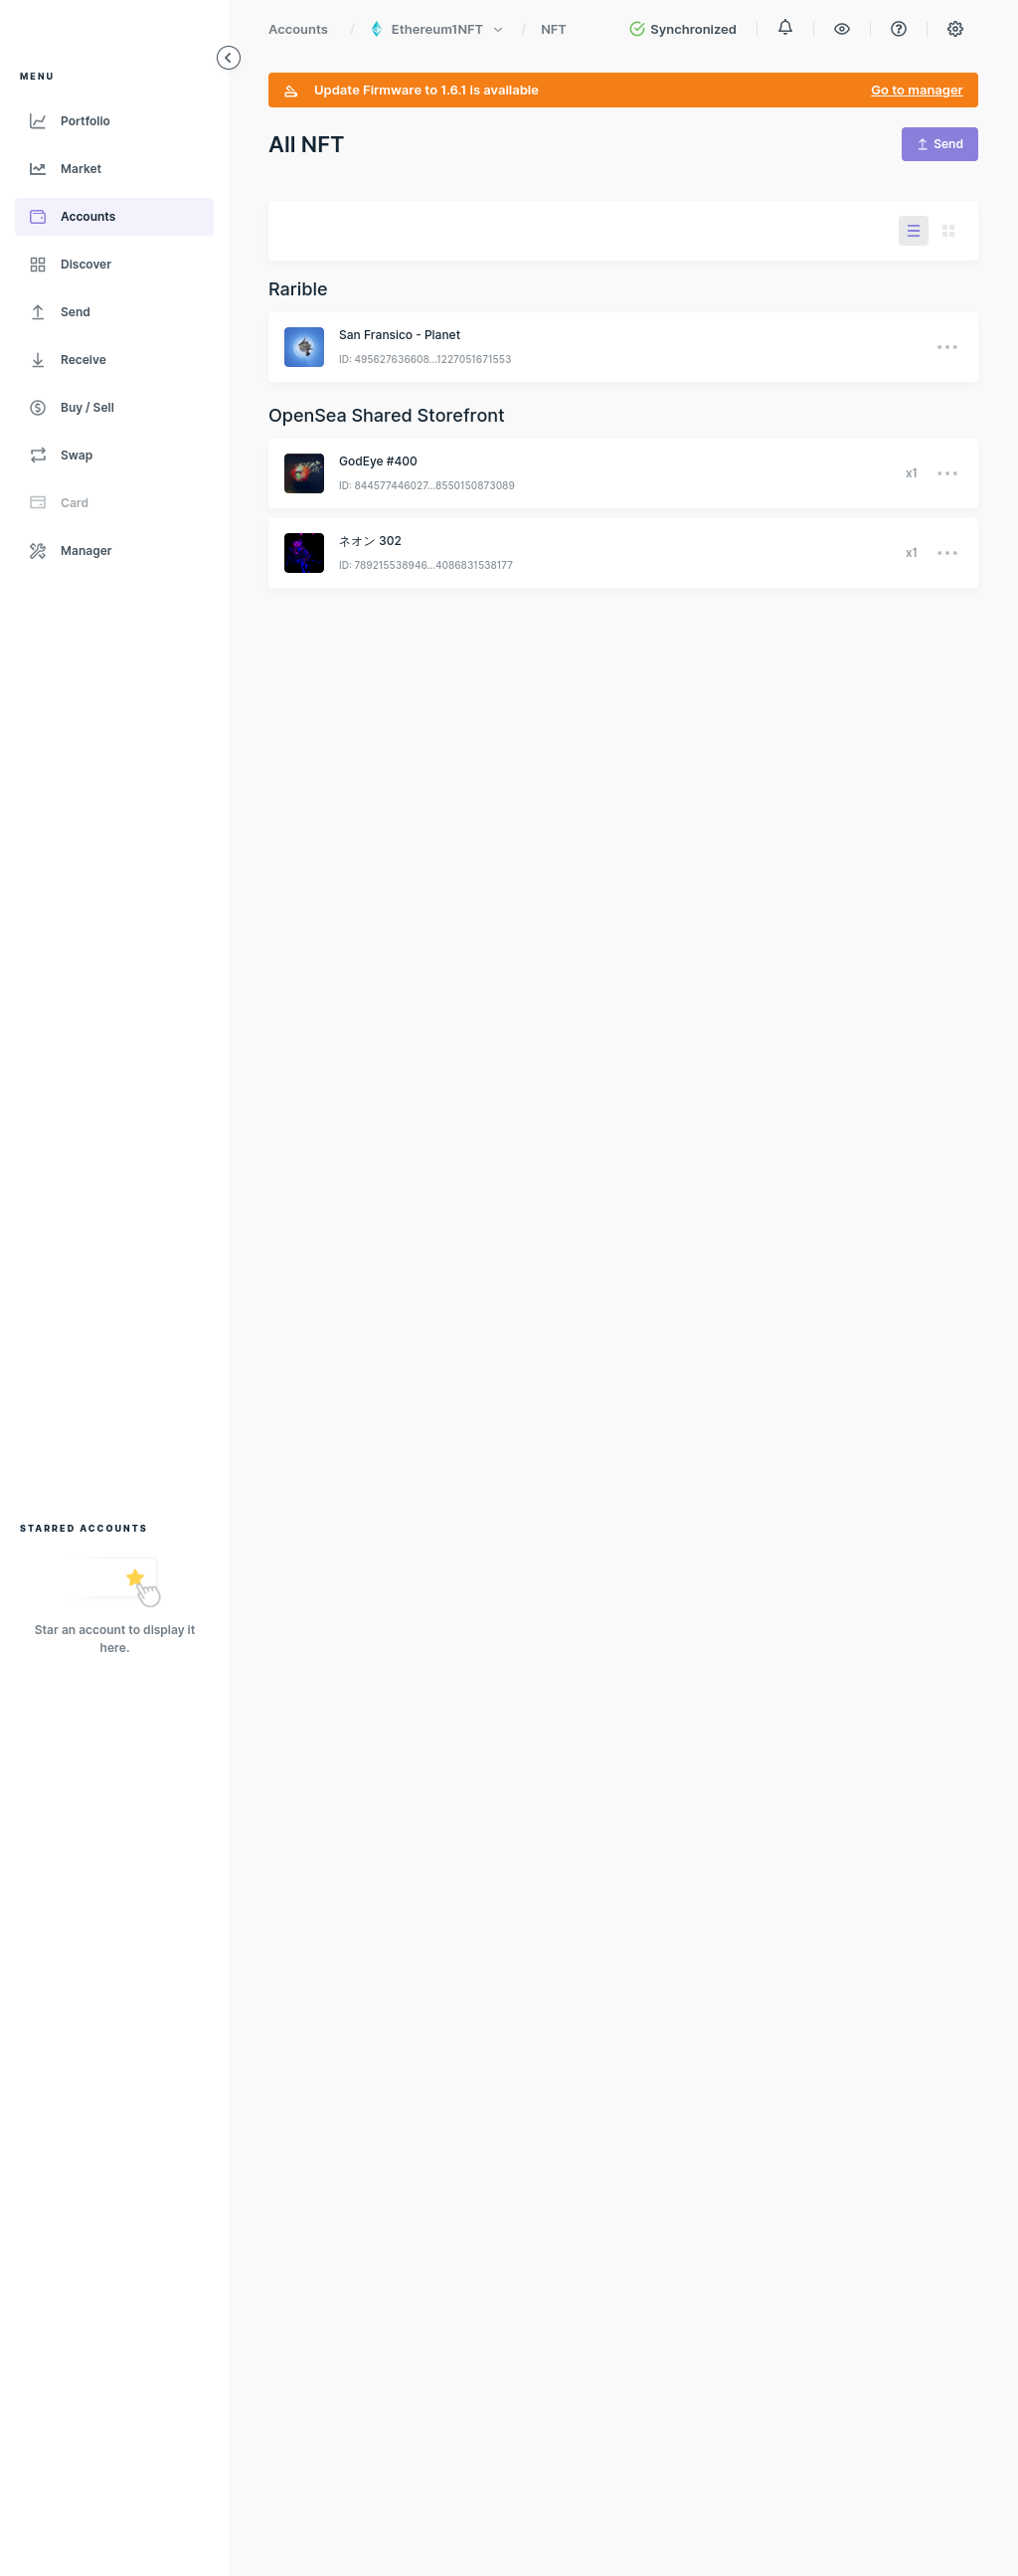 Accounts / Ethereum1NFT / NFT Synchronized
MENU
Update Firmware to 1.6.1 is available Go to manager
Portfolio
All NFT Send
Market
Accounts
Discover
Send
Receive
Buy / Sell
Swap
Card
Manager
Rarible
San Fransico - Planet
ID: 495627636608...1227051671553
OpenSea Shared Storefront
GodEye #400
ID: 844577446027...8550150873089
x1
ネオン 302
ID: 789215538946...4086831538177
x1
STARRED ACCOUNTS
Star an account to display it
here.